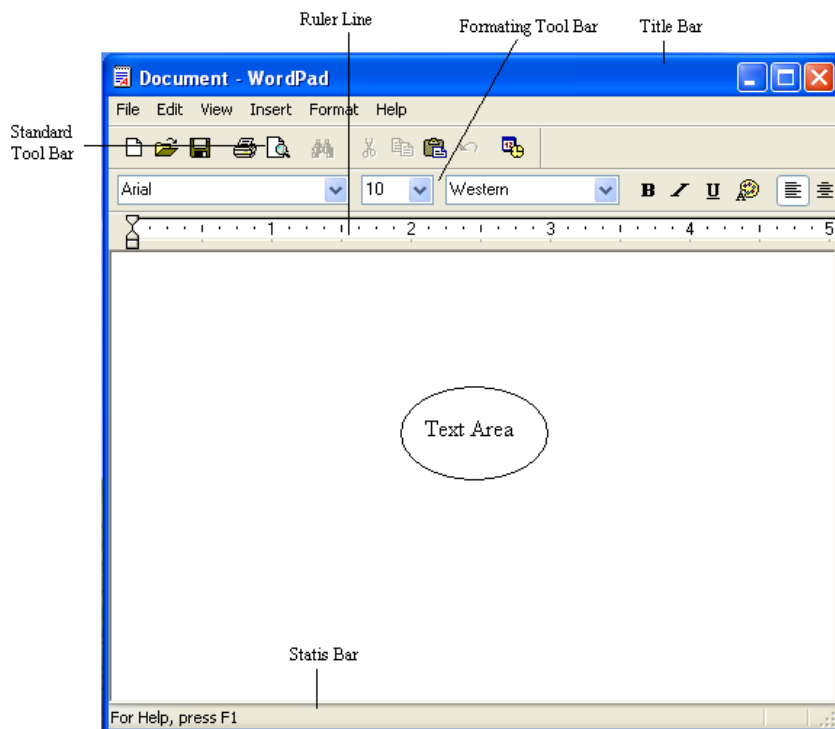 Ruler Line
Formating Tool Bar
Title Bar
Document - WordPad
File Edit View Insert Format Help
Standard
Tool Bar
Arial 10 Western B I U
1 2 3 4 5
Text Area
Statis Bar
For Help, press F1